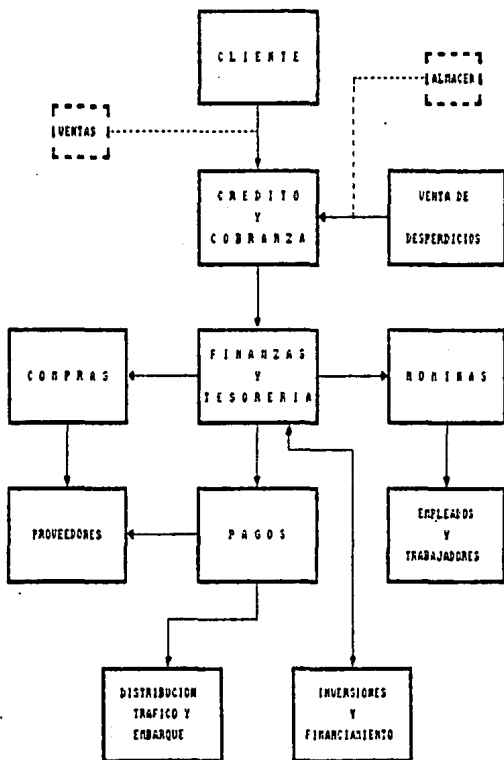 CLIENTE
ALMACER
VENTAS
CREDITO
Y
COBRANZA
VENTA DE
DESPERDICIOS
COMPRAS
FINANZAS
Y
TESORERIA
NOMINAS
PROVEEDORES
PAGOS
EMPLEADOS
Y
TRABAJADORES
DISTRIBUCION
TRAFICO Y
EMBARQUE
INVERSIONES
Y
FINANCIAMIENTO